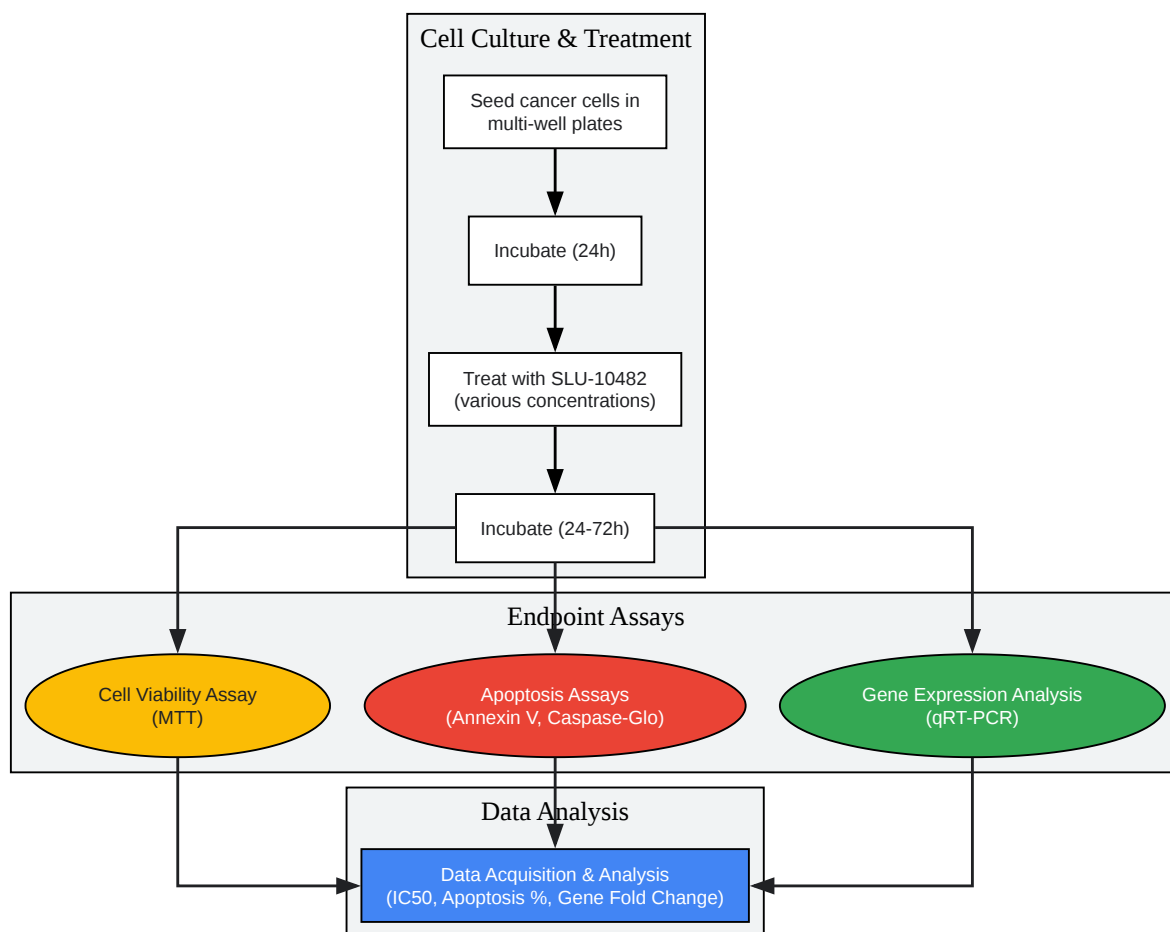 Cell Culture & Treatment
Seed cancer cells in
multi-well plates
Incubate (24h)
Treat with SLU-10482
(various concentrations)
Incubate (24-72h)
Endpoint Assays
Cell Viability Assay
(MTT)
Apoptosis Assays
(Annexin V, Caspase-Glo)
Gene Expression Analysis
(qRT-PCR)
Data Analysis
Data Acquisition & Analysis
(IC50, Apoptosis %, Gene Fold Change)